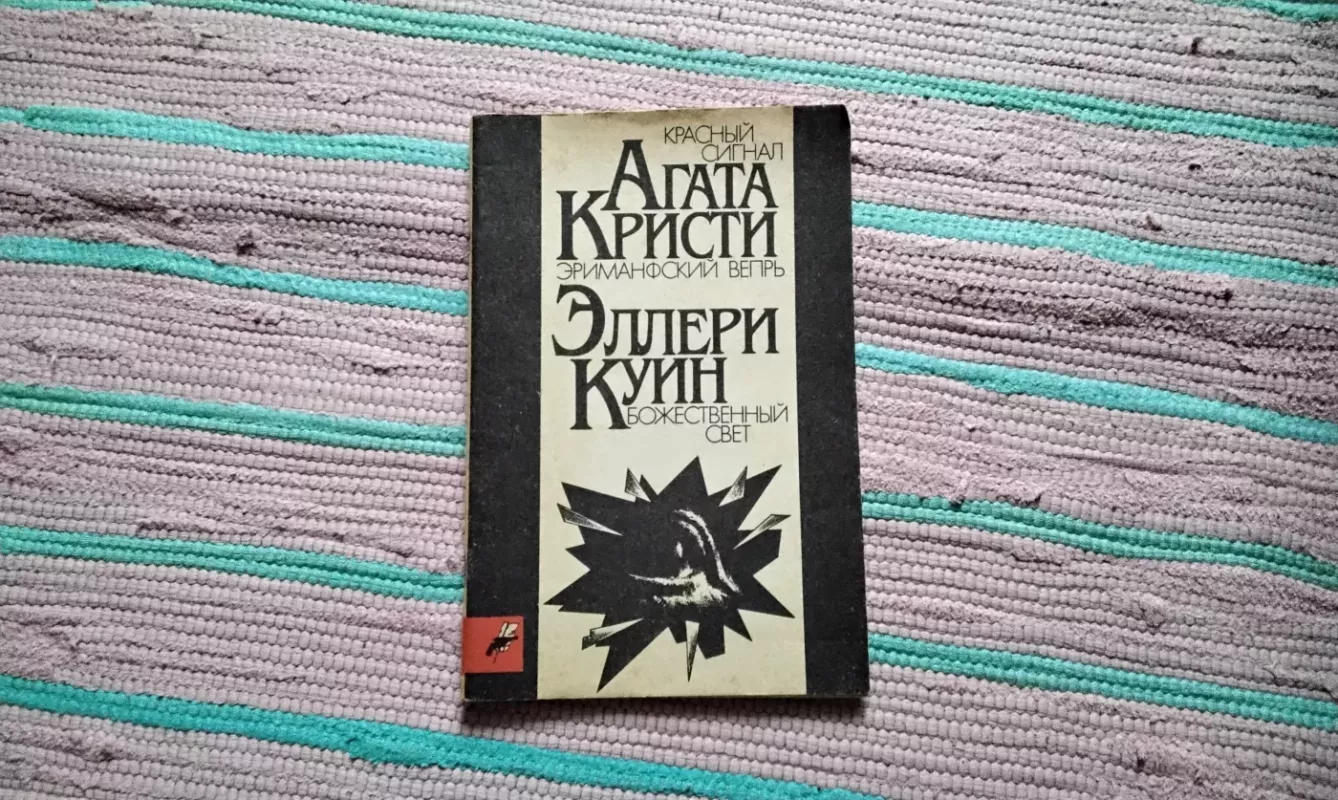 КРАСНЫЙ
СИГНАЛ
АГАТА
КРИСТИ
ЭРИМАНФСКИЙ ВЕПРЬ
ЭЛЛЕРИ
КУИН
БОЖЕСТВЕННЫЙ
СВЕТ